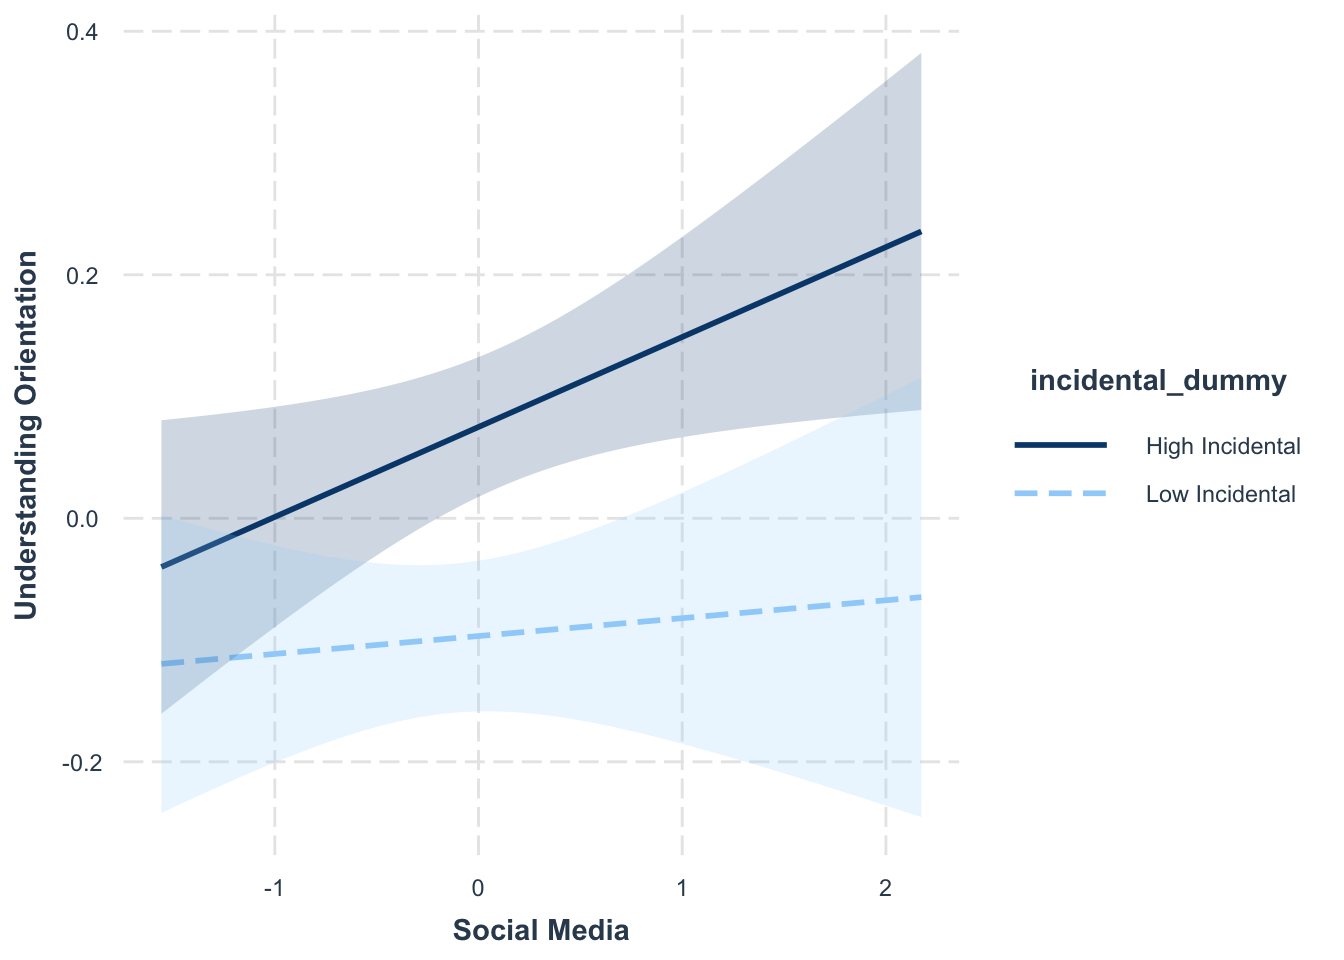 0.4
0.2
0.0
-0.2
Understanding Orientation
-1
0
1
2
Social Media
incidental_dummy
High Incidental
Low Incidental